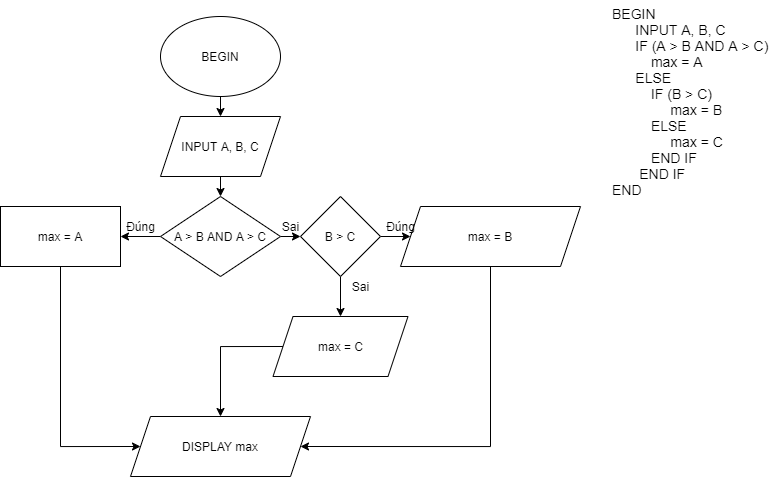 BEGIN
INPUT A, B, C
A > B AND A > C
Đúng
max = A
Sai
B > C
Đúng
max = B
Sai
max = C
DISPLAY max
BEGIN
INPUT A, B, C
IF (A > B AND A > C)
max = A
ELSE
IF (B > C)
max = B
ELSE
max = C
END IF
END IF
END